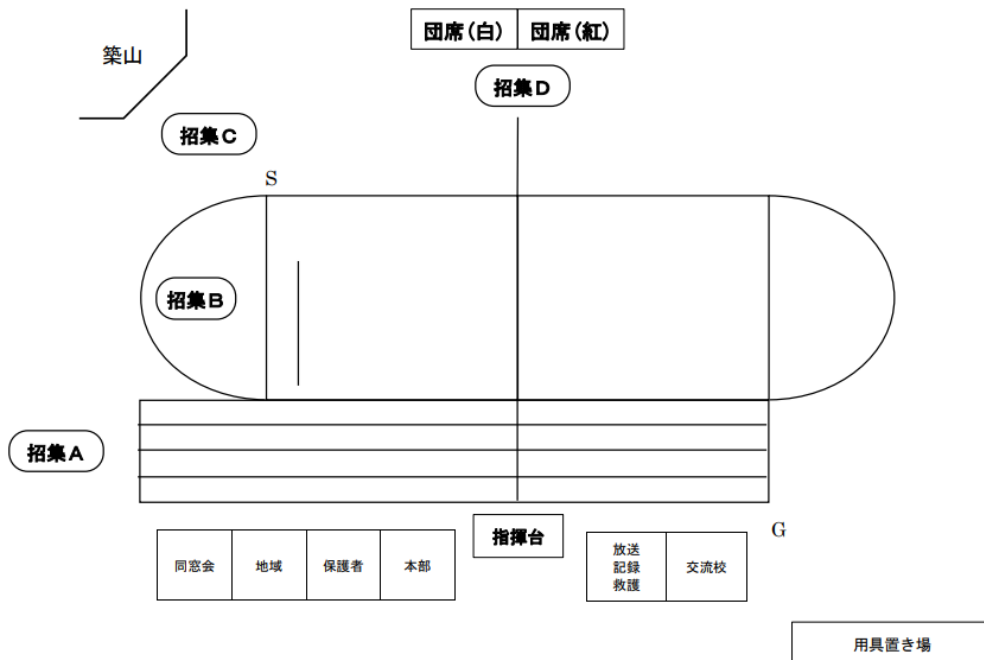 団席(白) 団席(紅)
築山
招集D
招集C
S
招集B
招集A
指揮台
G
同窓会 地域 保護者 本部
放送
記録
救護
交流校
用具置き場